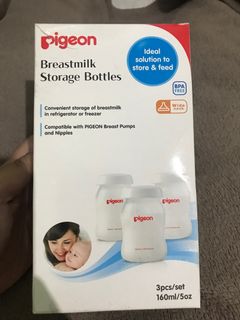 pigeon
Ideal
solution to
store & feed
Breastmilk
Storage Bottles
BPA
FREE
Convenient storage of breastmilk
in refrigerator or freezer
Wide
Compatible with PIGEON Breast Pumps
and Nipples
pigeon
pigeon
3pcs/set
160ml/5oz